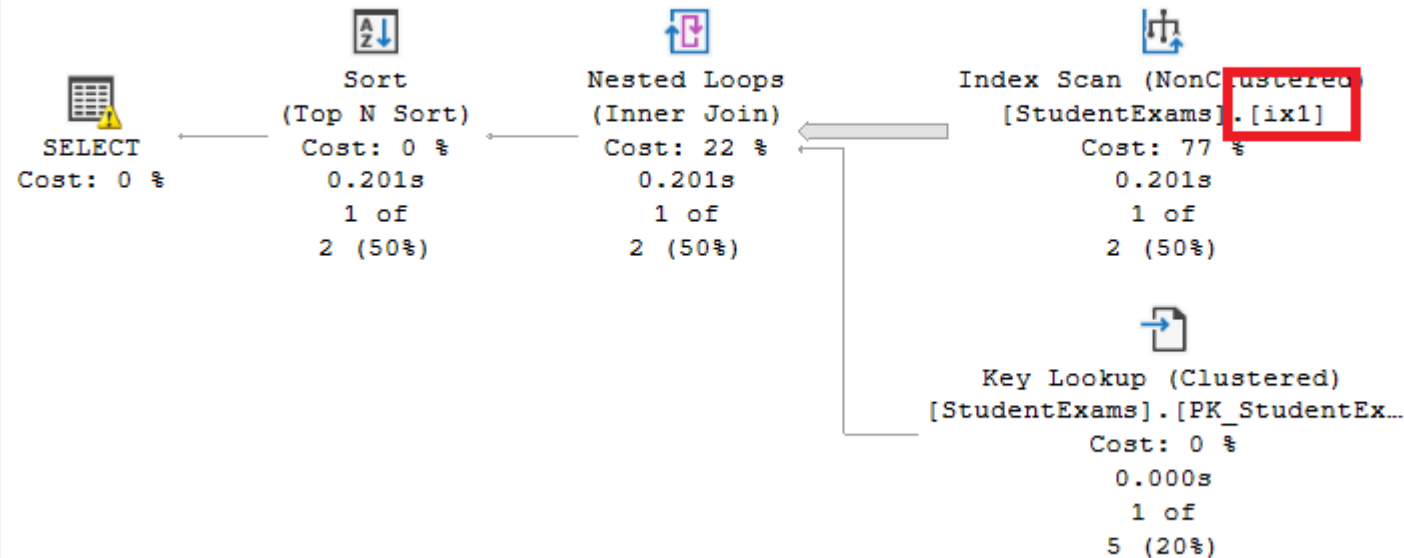 SELECT
Cost: 0 %
Sort
(Top N Sort)
Cost: 0 %
0.201s
1 of
2 (50%)
Nested Loops
(Inner Join)
Cost: 22 %
0.201s
1 of
2 (50%)
Index Scan (NonClustered)
[StudentExams].[ix1]
Cost: 77 %
0.201s
1 of
2 (50%)
Key Lookup (Clustered)
[StudentExams].[PK_StudentEx…
Cost: 0 %
0.000s
1 of
5 (20%)